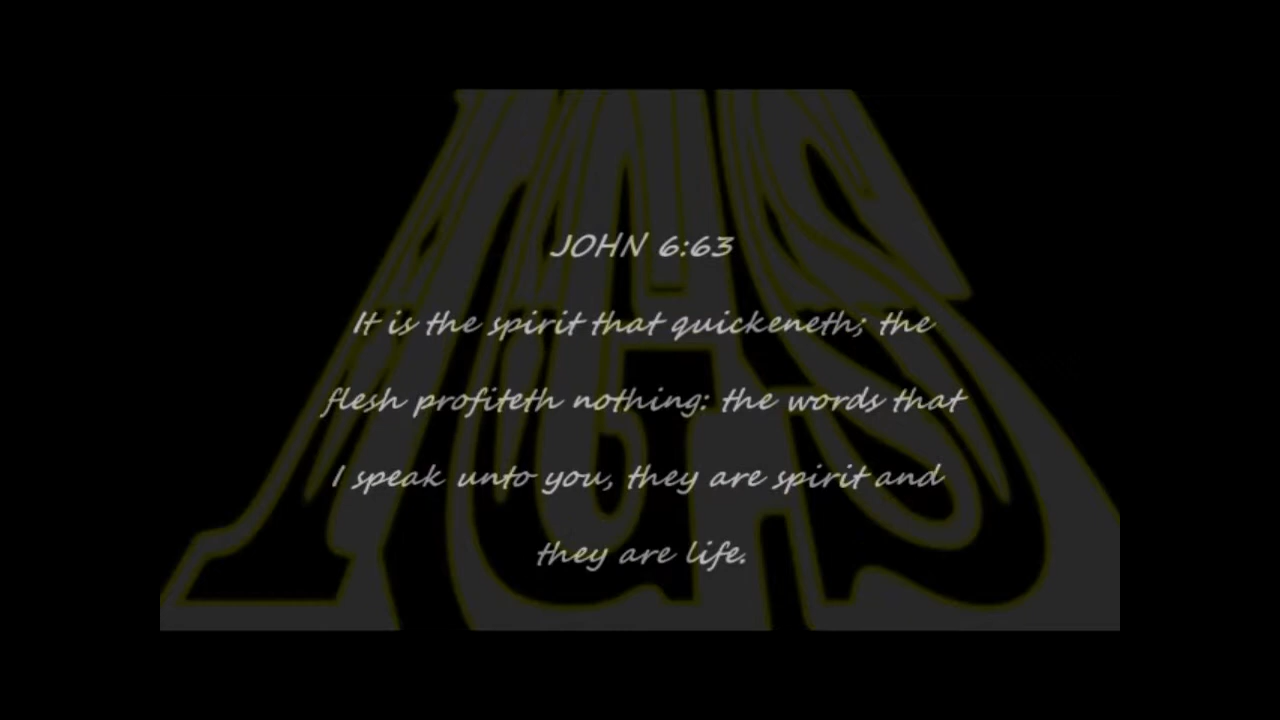 JOHN 6:63
It is the spirit that quickeneth; the
flesh profiteth nothing: the words that
I speak unto you, they are spirit and
they are life.